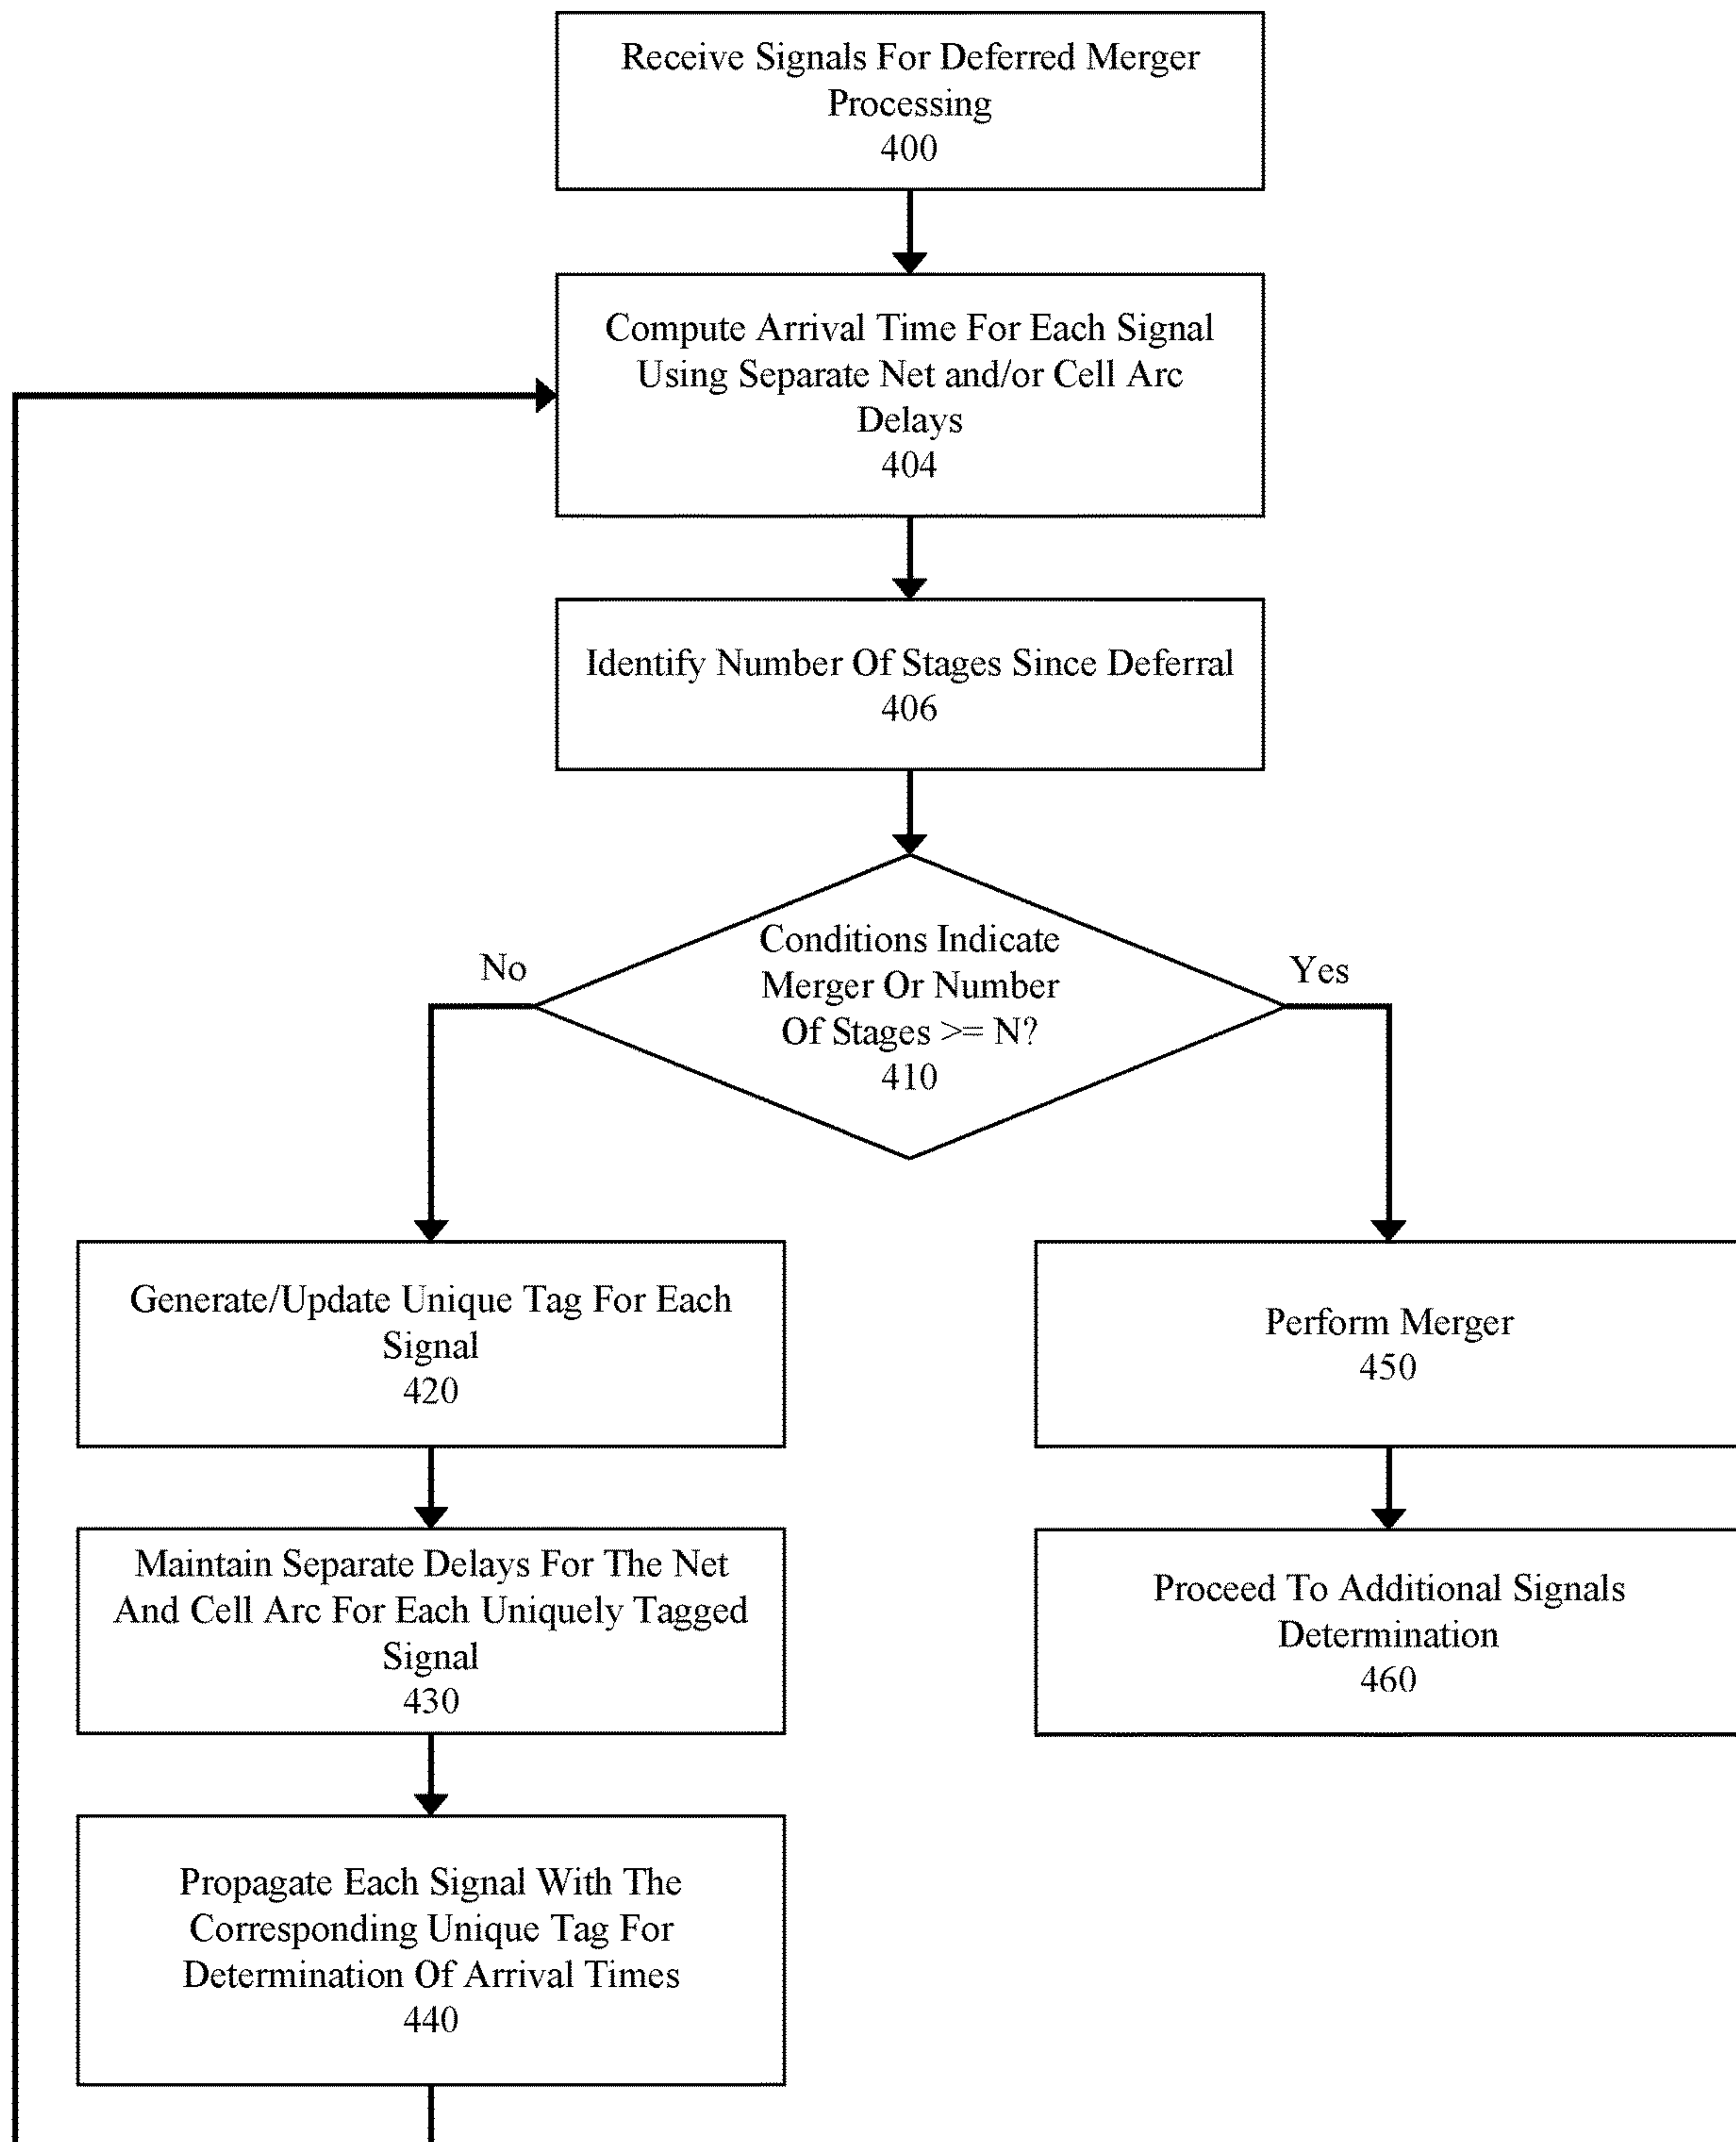 Receive Signals For Deferred Merger
Processing
400
Compute Arrival Time For Each Signal
Using Separate Net and/or Cell Arc
Delays
404
Identify Number Of Stages Since Deferral
406
Conditions Indicate
Merger Or Number
Of Stages >= N?
410
No
Yes
Generate/Update Unique Tag For Each
Signal
420
Maintain Separate Delays For The Net
And Cell Arc For Each Uniquely Tagged
Signal
430
Propagate Each Signal With The
Corresponding Unique Tag For
Determination Of Arrival Times
440
Perform Merger
450
Proceed To Additional Signals
Determination
460